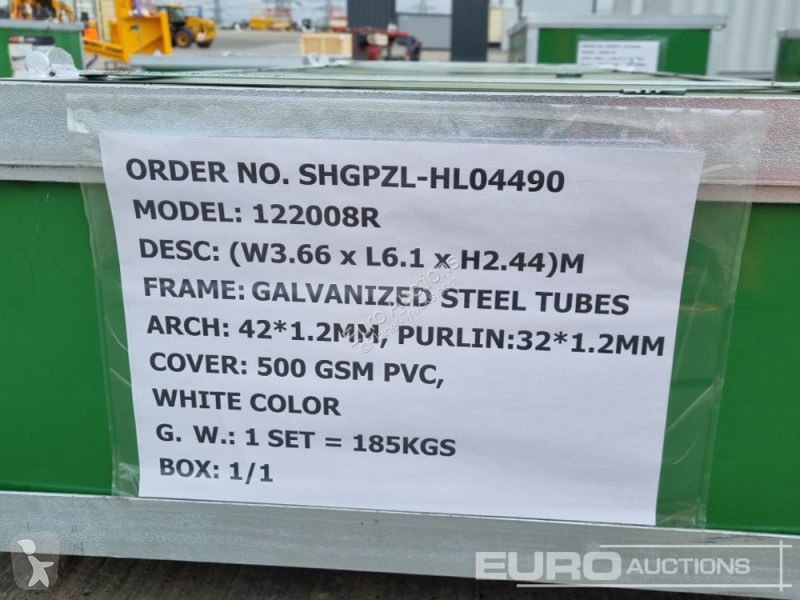 ORDER NO. SHGPZL-HL04490
MODEL: 122008R
DESC: (W3.66 x L6.1 x H2.44)M
FRAME: GALVANIZED STEEL TUBES
ARCH: 42*1.2MM, PURLIN:32*1.2MM
COVER: 500 GSM PVC,
WHITE COLOR
G. W.: 1 SET = 185KGS
BOX: 1/1
EURO AUCTIONS